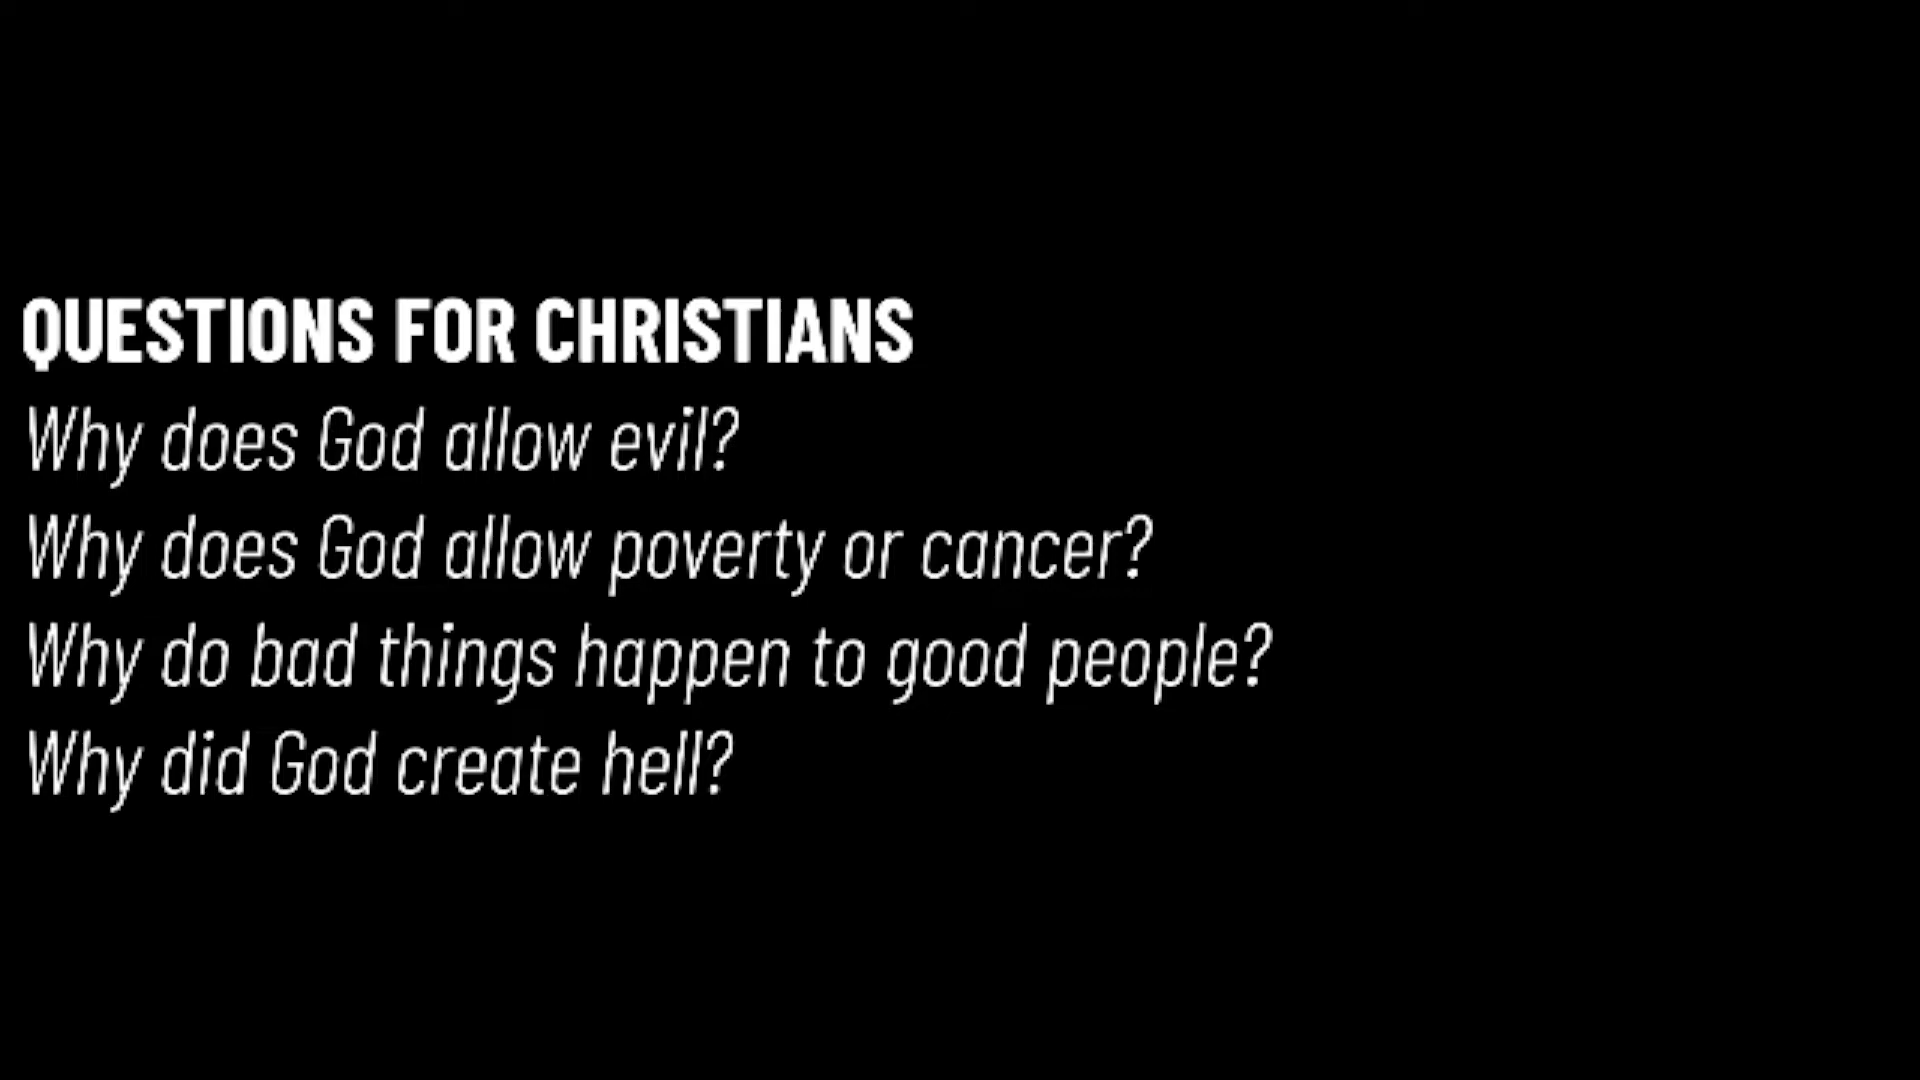 QUESTIONS FOR CHRISTIANS
Why does God allow evil?
Why does God allow poverty or cancer?
Why do bad things happen to good people?
Why did God create hell?